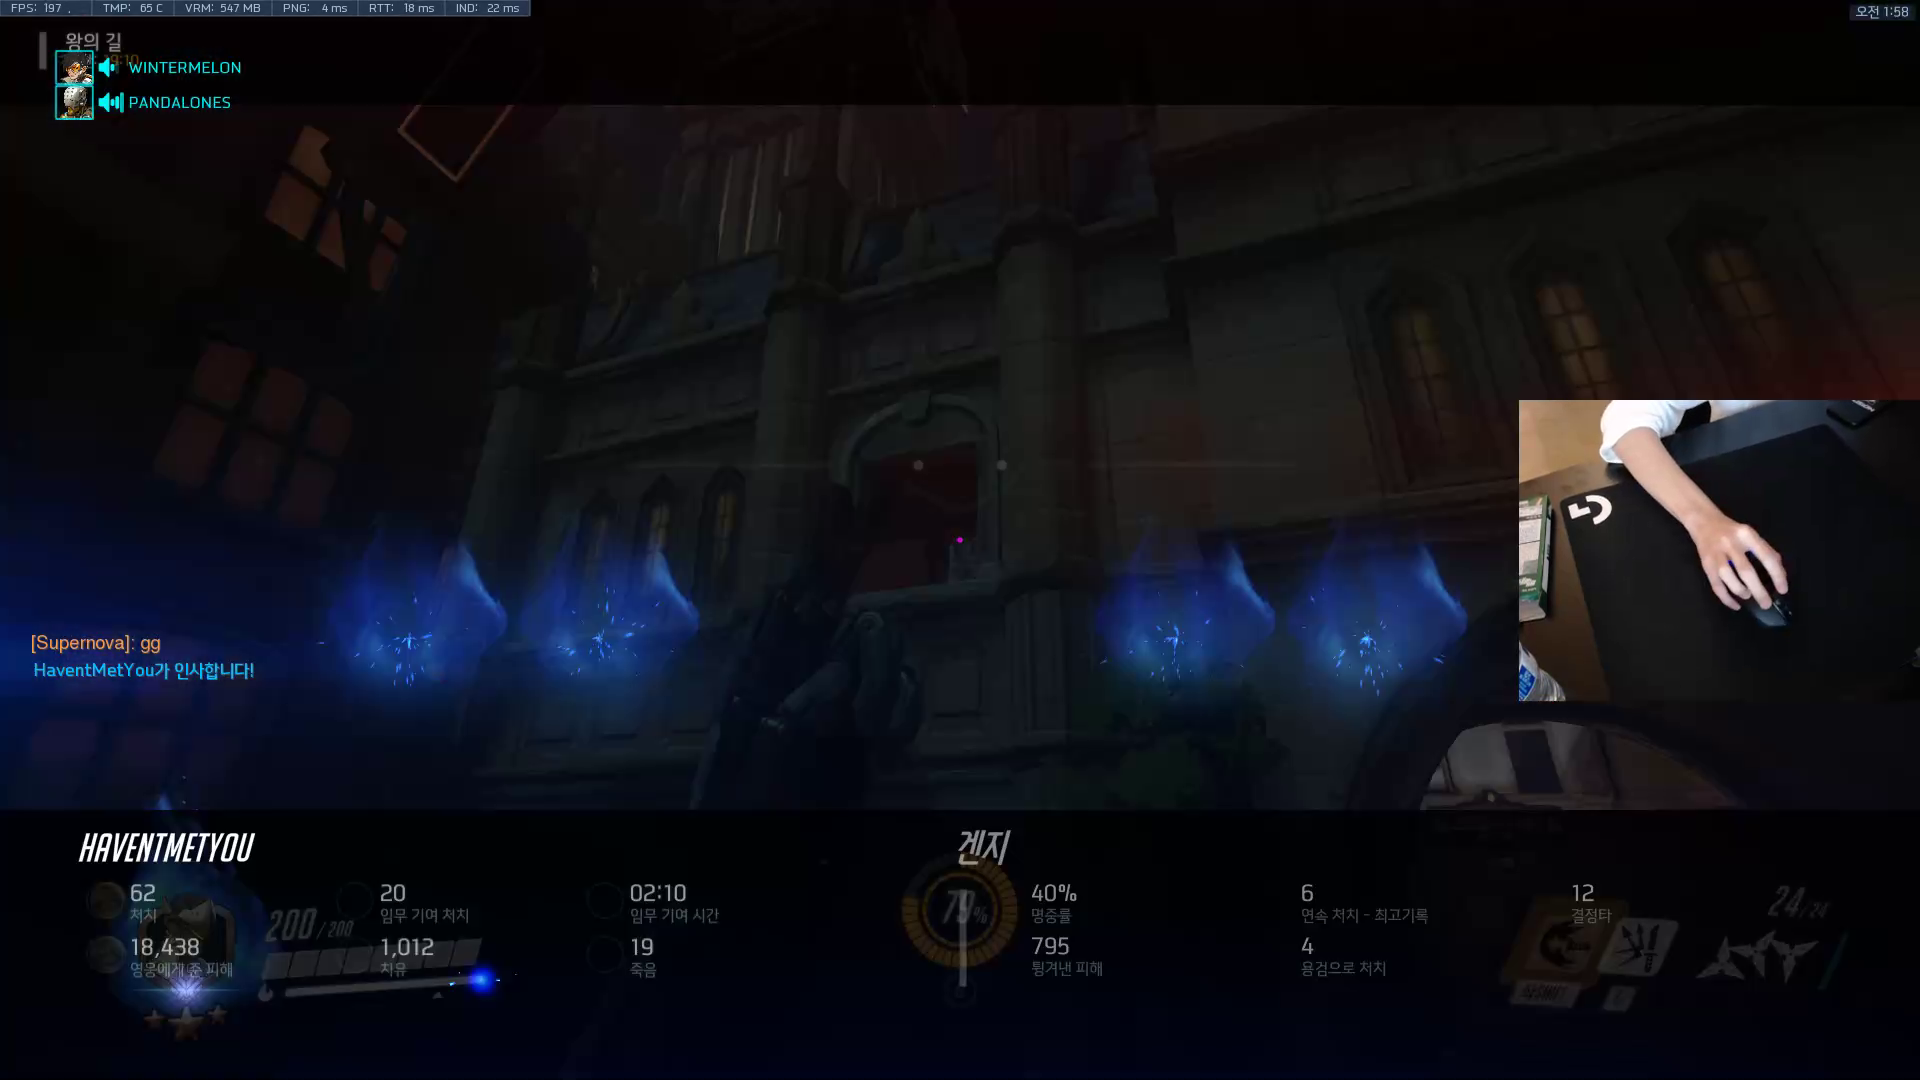 FPS: 197 TMP: 65 C VRM: 547 MB PNG: 4 ms RTT: 18 ms IND: 22 ms
오전 1:58
왕의 길
WINTERMELON
PANDALONES
[Supernova]: gg
HaventMetYou가 인사합니다!
HAVENTMETYOU
겐지
62
처치
20
임무 기여 처치
02:10
임무 기여 시간
40%
명중률
6
연속 처치 - 최고기록
12
결정타
18,438
영웅에게 준 피해
1,012
치유
19
죽음
795
튕겨낸 피해
4
용검으로 처치
200/200
79%
24/24